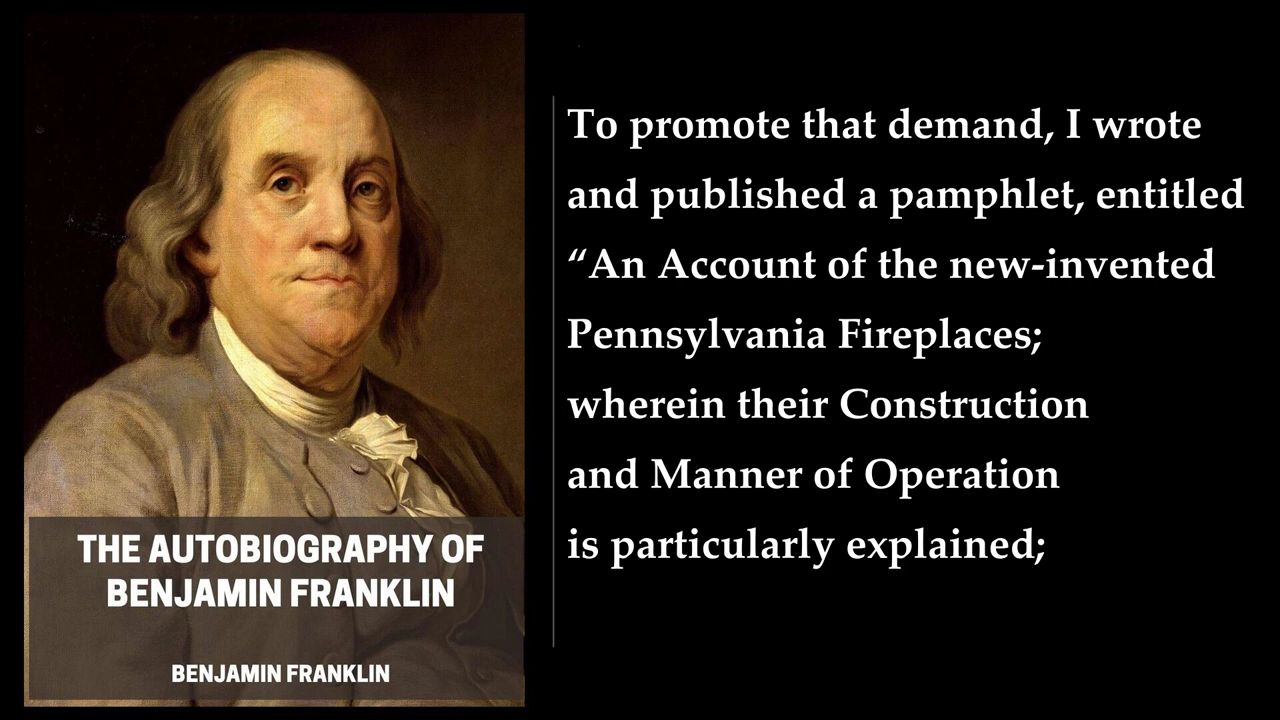 THE AUTOBIOGRAPHY OF
BENJAMIN FRANKLIN
BENJAMIN FRANKLIN
To promote that demand, I wrote
and published a pamphlet, entitled
“An Account of the new-invented
Pennsylvania Fireplaces;
wherein their Construction
and Manner of Operation
is particularly explained;